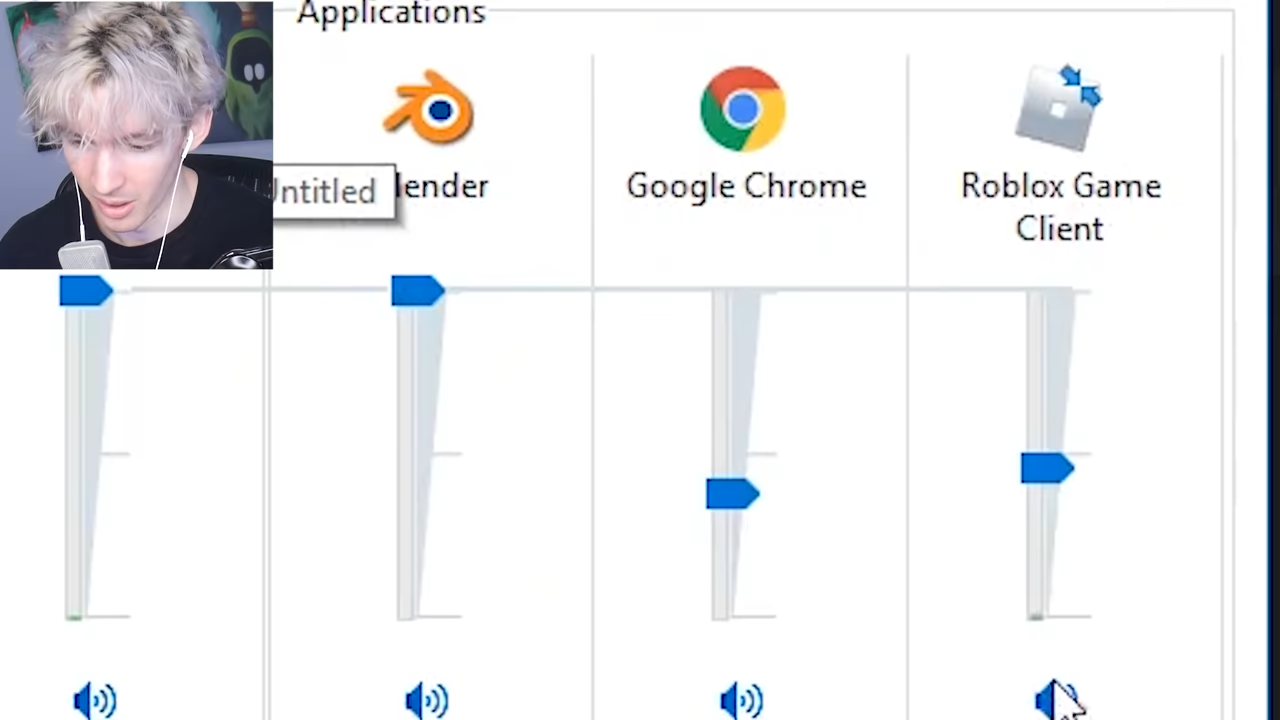 Applications
Untitled
lender
Google Chrome
Roblox Game
Client